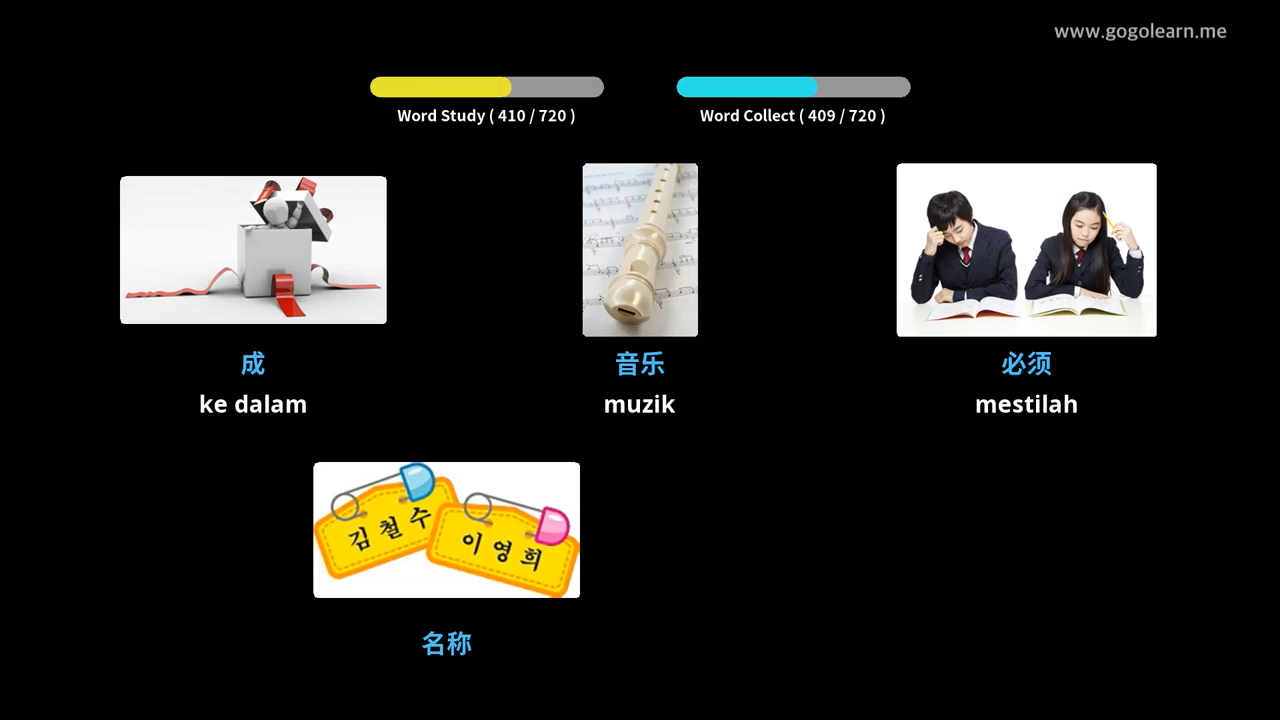 www.gogolearn.me
Word Study ( 410 / 720 )
Word Collect ( 409 / 720 )
成
ke dalam
音乐
muzik
必须
mestilah
김철수
이영희
名称